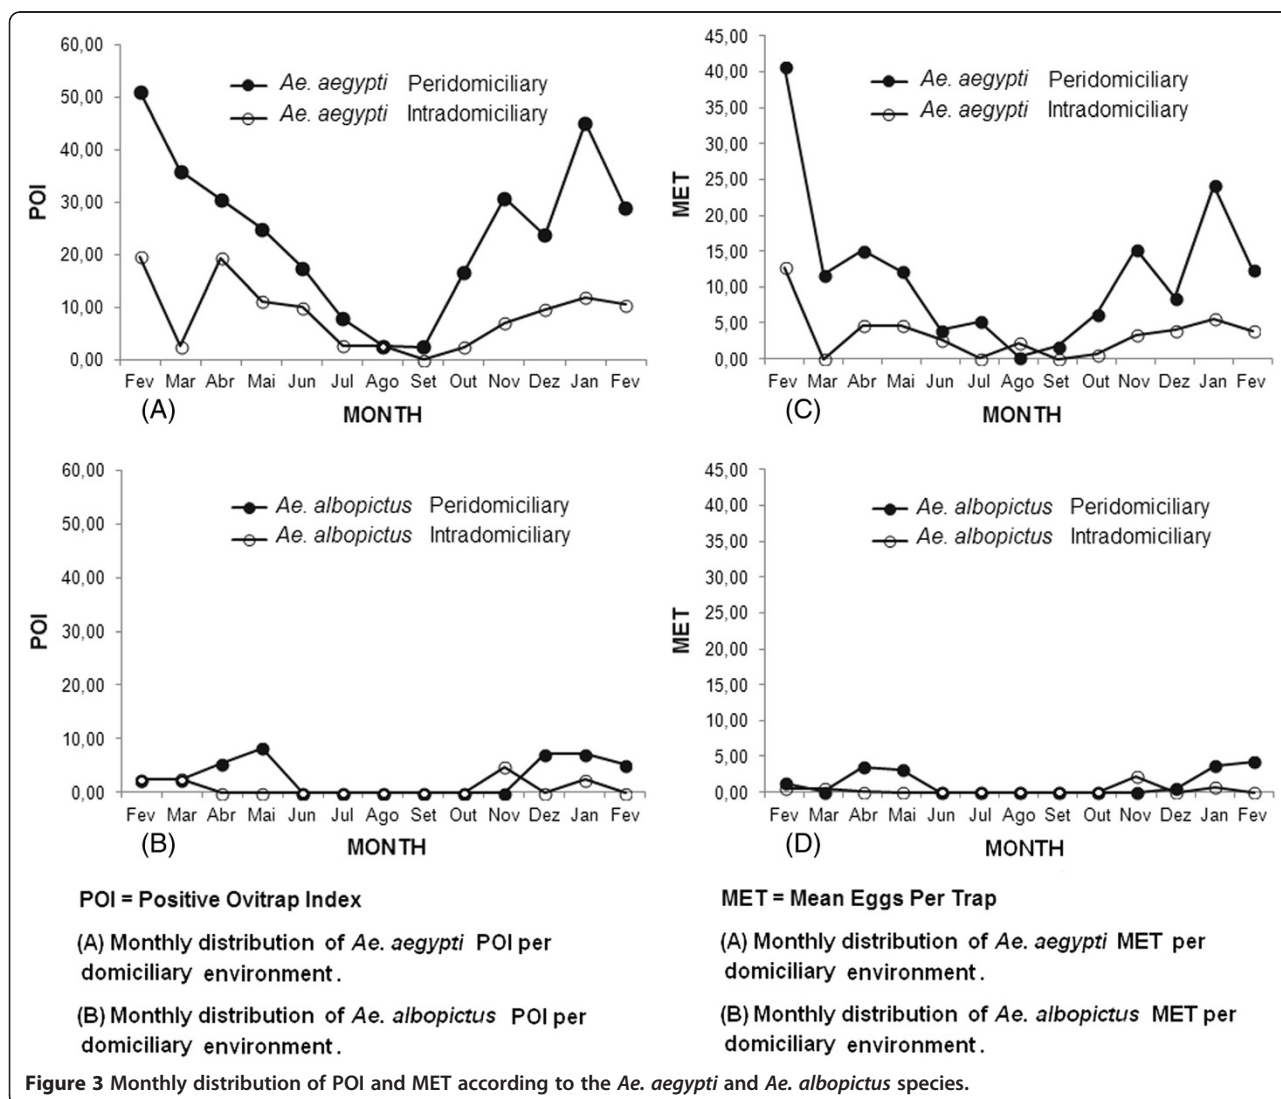 60,00
50,00
40,00
30,00
20,00
10,00
0,00
POI
Ae. aegypti Peridomiciliary
Ae. aegypti Intradomiciliary
Fev Mar Abr Mai Jun Jul Ago Set Out Nov Dez Jan Fev
(A) MONTH
45,00
40,00
35,00
30,00
25,00
20,00
15,00
10,00
5,00
0,00
MET
Ae. aegypti Peridomiciliary
Ae. aegypti Intradomiciliary
Fev Mar Abr Mai Jun Jul Ago Set Out Nov Dez Jan Fev
(C) MONTH
60,00
50,00
40,00
30,00
20,00
10,00
0,00
POI
Ae. albopictus Peridomiciliary
Ae. albopictus Intradomiciliary
Fev Mar Abr Mai Jun Jul Ago Set Out Nov Dez Jan Fev
(B) MONTH
45,00
40,00
35,00
30,00
25,00
20,00
15,00
10,00
5,00
0,00
MET
Ae. albopictus Peridomiciliary
Ae. albopictus Intradomiciliary
Fev Mar Abr Mai Jun Jul Ago Set Out Nov Dez Jan Fev
(D) MONTH
POI = Positive Ovitrap Index
(A) Monthly distribution of Ae. aegypti POI per
domiciliary environment.
(B) Monthly distribution of Ae. albopictus POI per
domiciliary environment.
MET = Mean Eggs Per Trap
(A) Monthly distribution of Ae. aegypti MET per
domiciliary environment.
(B) Monthly distribution of Ae. albopictus MET per
domiciliary environment.
Figure 3 Monthly distribution of POI and MET according to the Ae. aegypti and Ae. albopictus species.